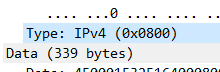 .... ...0 .... .... ....
Type: IPv4 (0x0800)
Data (339 bytes)